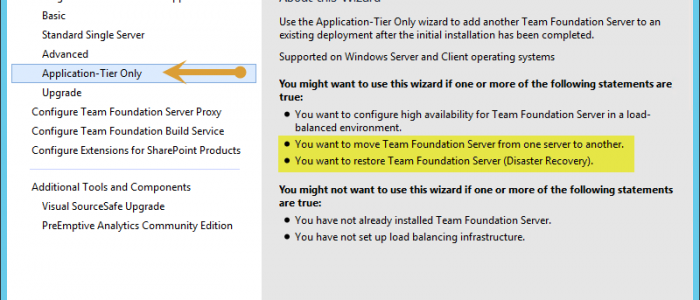 Basic
Standard Single Server
Advanced
Application-Tier Only
Upgrade
Configure Team Foundation Server Proxy
Configure Team Foundation Build Service
Configure Extensions for SharePoint Products
Additional Tools and Components
Visual SourceSafe Upgrade
PreEmptive Analytics Community Edition
About this Wizard
Use the Application-Tier Only wizard to add another Team Foundation Server to an
existing deployment after the initial installation has been completed.
Supported on Windows Server and Client operating systems
You might want to use this wizard if one or more of the following statements are
true:
• You want to configure high availability for Team Foundation Server in a load-
balanced environment.
• You want to move Team Foundation Server from one server to another.
• You want to restore Team Foundation Server (Disaster Recovery).
You might not want to use this wizard if one or more of the following statements
are true:
• You have not already installed Team Foundation Server.
• You have not set up load balancing infrastructure.